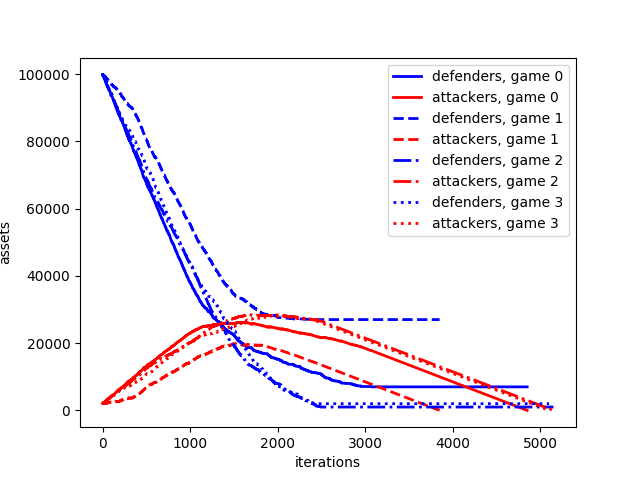 100000
80000
60000
40000
20000
0
assets
0 1000 2000 3000 4000 5000
iterations
defenders, game 0
attackers, game 0
defenders, game 1
attackers, game 1
defenders, game 2
attackers, game 2
defenders, game 3
attackers, game 3